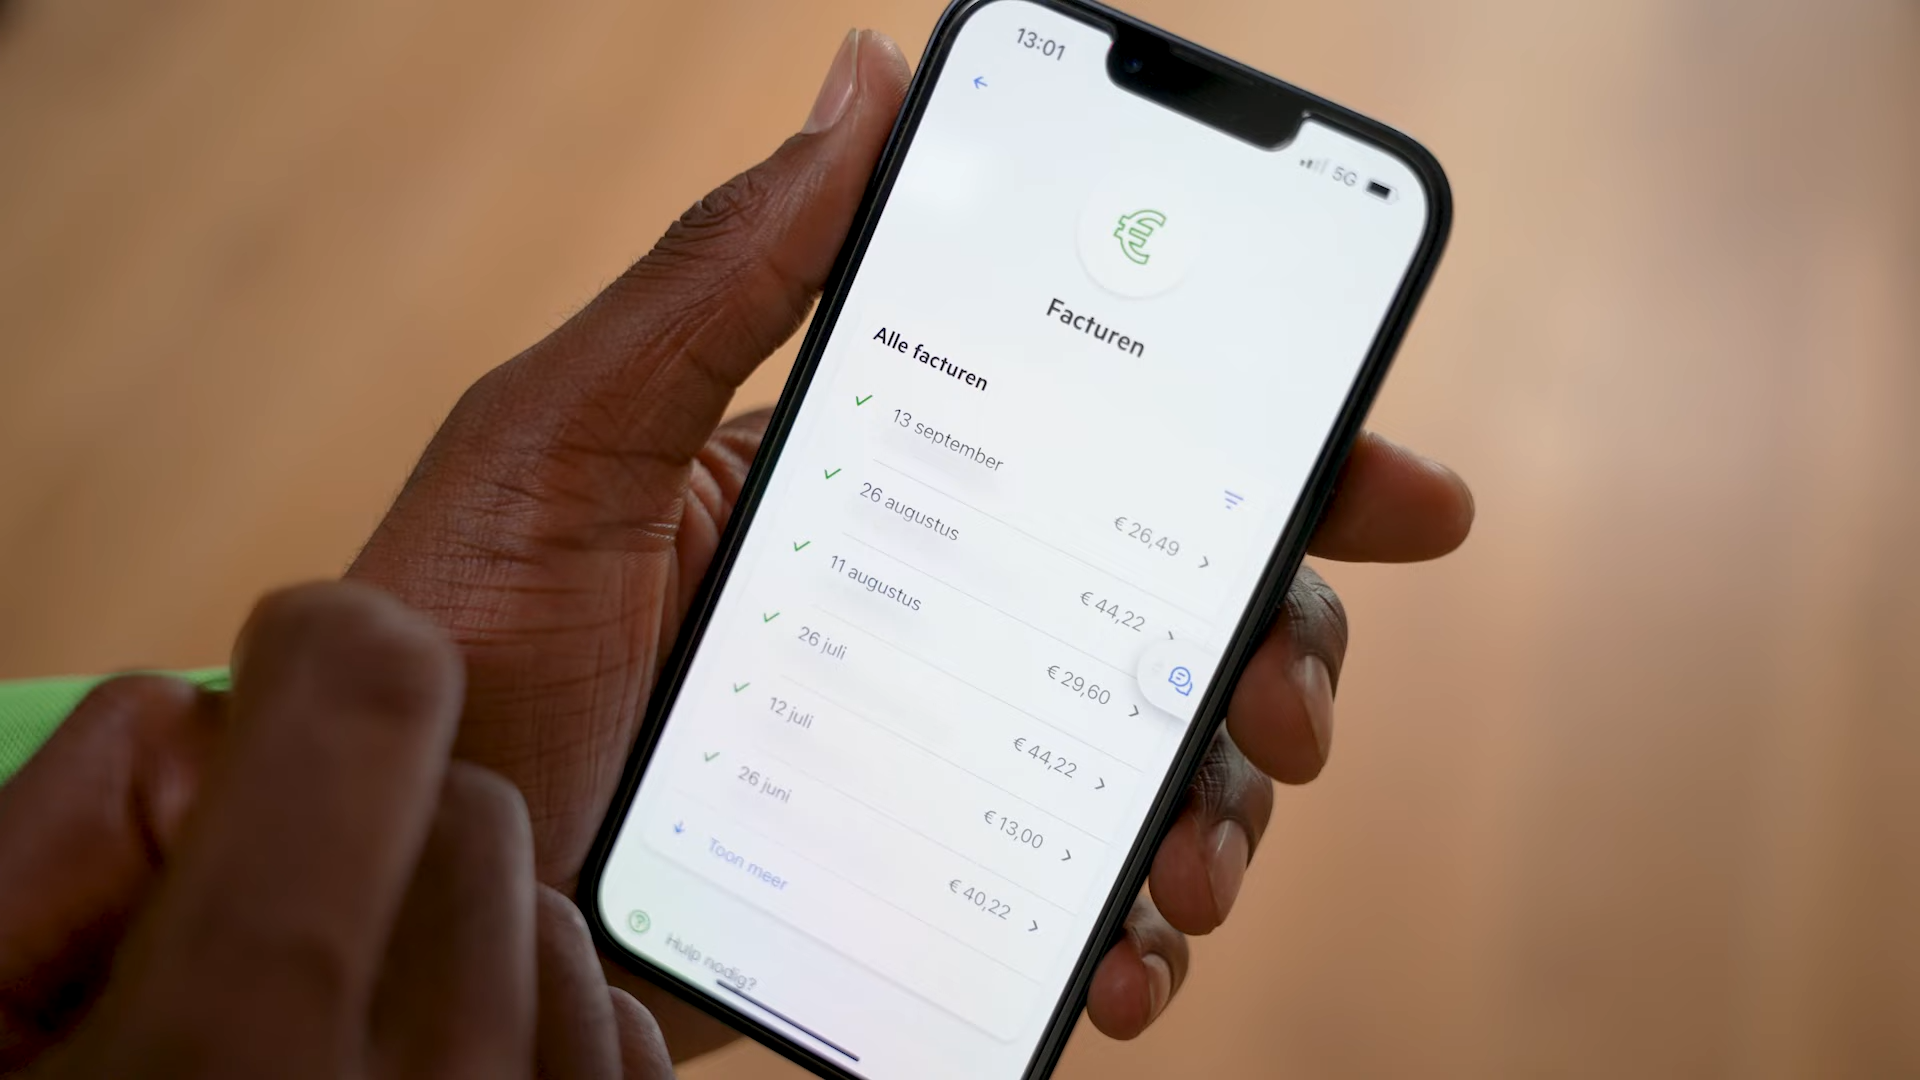 13:01
5G
€
Facturen
Alle facturen
13 september
€ 26,49
26 augustus
€ 44,22
11 augustus
€ 29,60
26 juli
€ 44,22
12 juli
€ 13,00
26 juni
€ 40,22
Toon meer
? Hulp nodig?